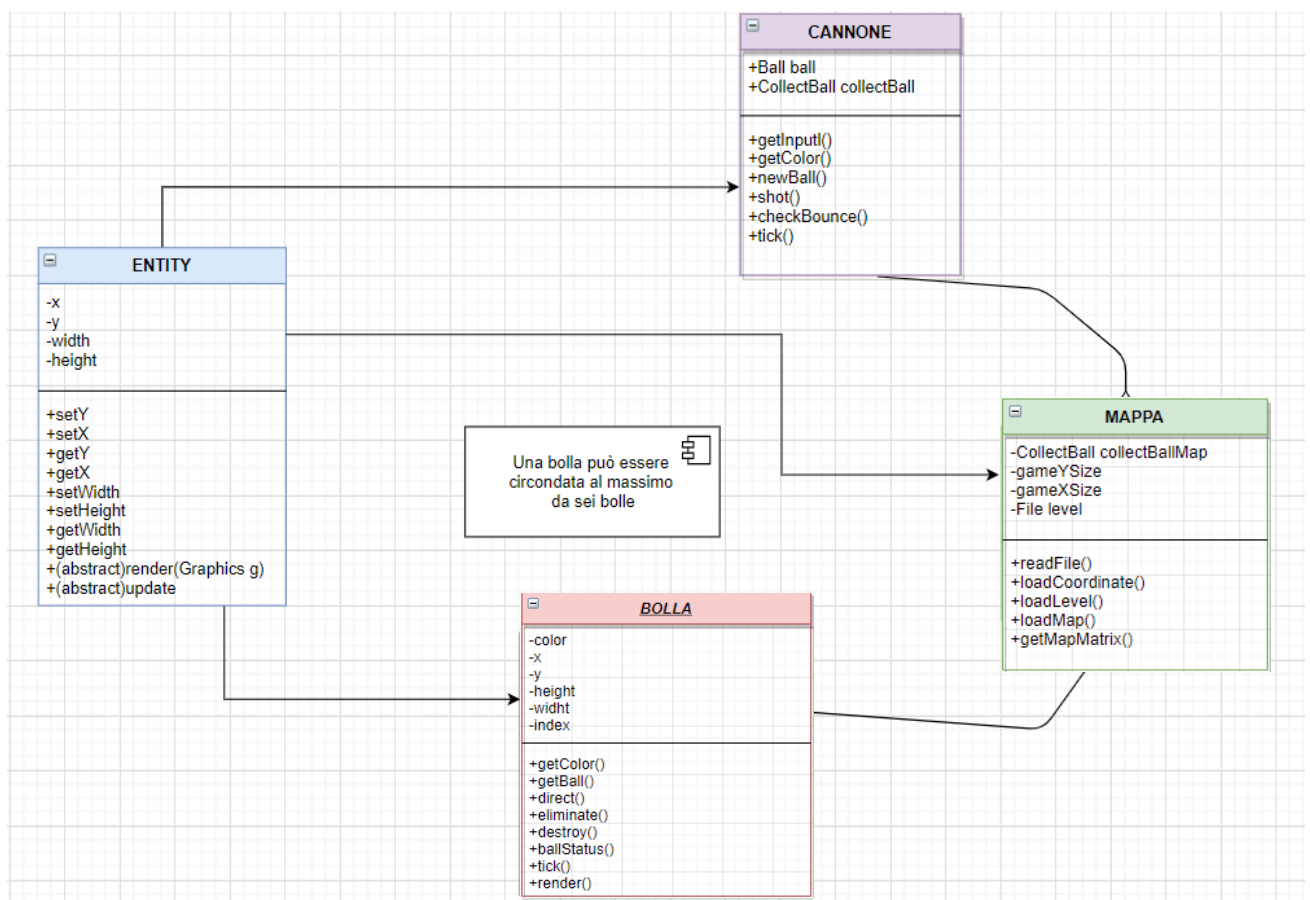 CANNONE
+Ball ball
+CollectBall collectBall
+getInputI()
+getColor()
+newBall()
+shot()
+checkBounce()
+tick()
ENTITY
-x
-y
-width
-height
+setY
+setX
+getY
+getX
+setWidth
+setHeight
+getWidth
+getHeight
+(abstract)render(Graphics g)
+(abstract)update
Una bolla può essere
circondata al massimo
da sei bolle
MAPPA
-CollectBall collectBallMap
-gameYSize
-gameXSize
-File level
+readFile()
+loadCoordinate()
+loadLevel()
+loadMap()
+getMapMatrix()
BOLLA
-color
-x
-y
-height
-widht
-index
+getColor()
+getBall()
+direct()
+eliminate()
+destroy()
+ballStatus()
+tick()
+render()